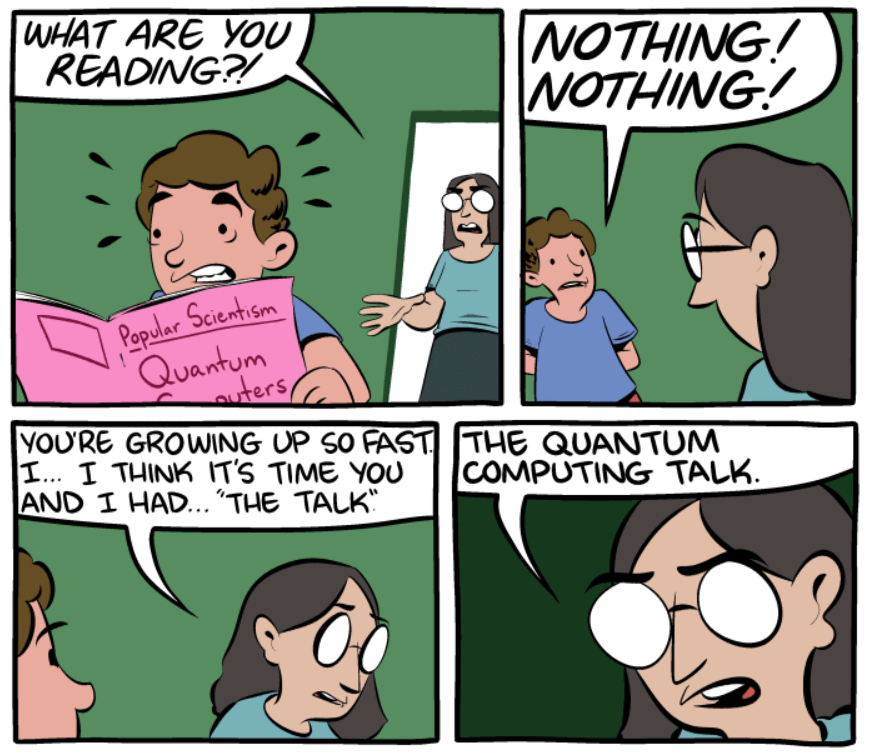 WHAT ARE YOU
READING?!
Popular Scientism
Quantum
NOTHING!
NOTHING!
YOU'RE GROWING UP SO FAST.
I... I THINK IT'S TIME YOU
AND I HAD... "THE TALK"
THE QUANTUM
COMPUTING TALK.